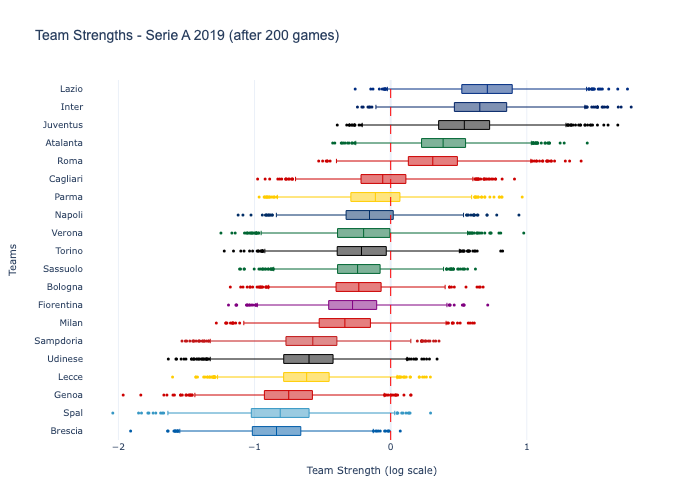 Team Strengths - Serie A 2019 (after 200 games)
Lazio
Inter
Juventus
Atalanta
Roma
Cagliari
Parma
Napoli
Verona
Torino
Sassuolo
Bologna
Fiorentina
Milan
Sampdoria
Udinese
Lecce
Genoa
Spal
Brescia
Teams
−2 −1 0 1
Team Strength (log scale)